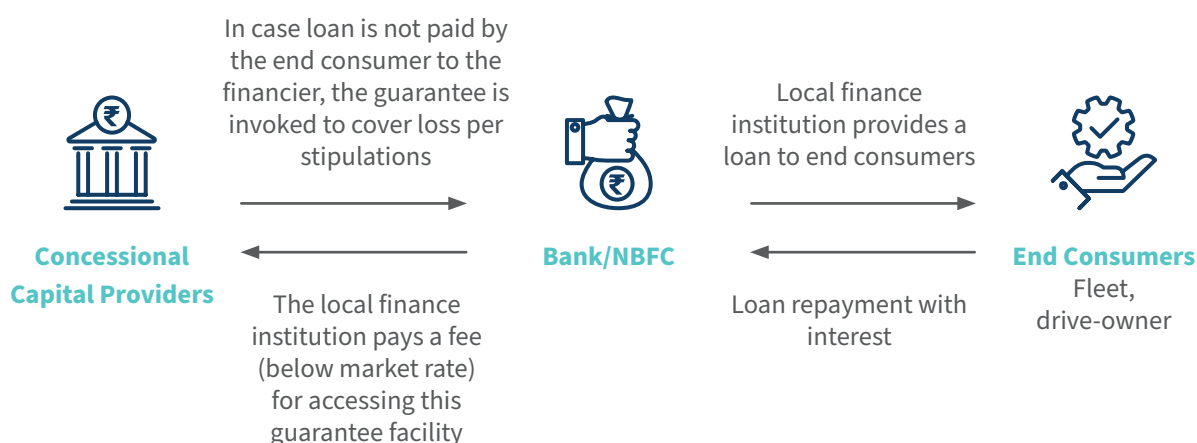 In case loan is not paid by
the end consumer to the
financier, the guarantee is
invoked to cover loss per
stipulations
Local finance
institution provides a
loan to end consumers
₹
₹
Concessional
Capital Providers
Bank/NBFC
End Consumers
Fleet,
drive-owner
The local finance
institution pays a fee
(below market rate)
for accessing this
guarantee facility
Loan repayment with
interest